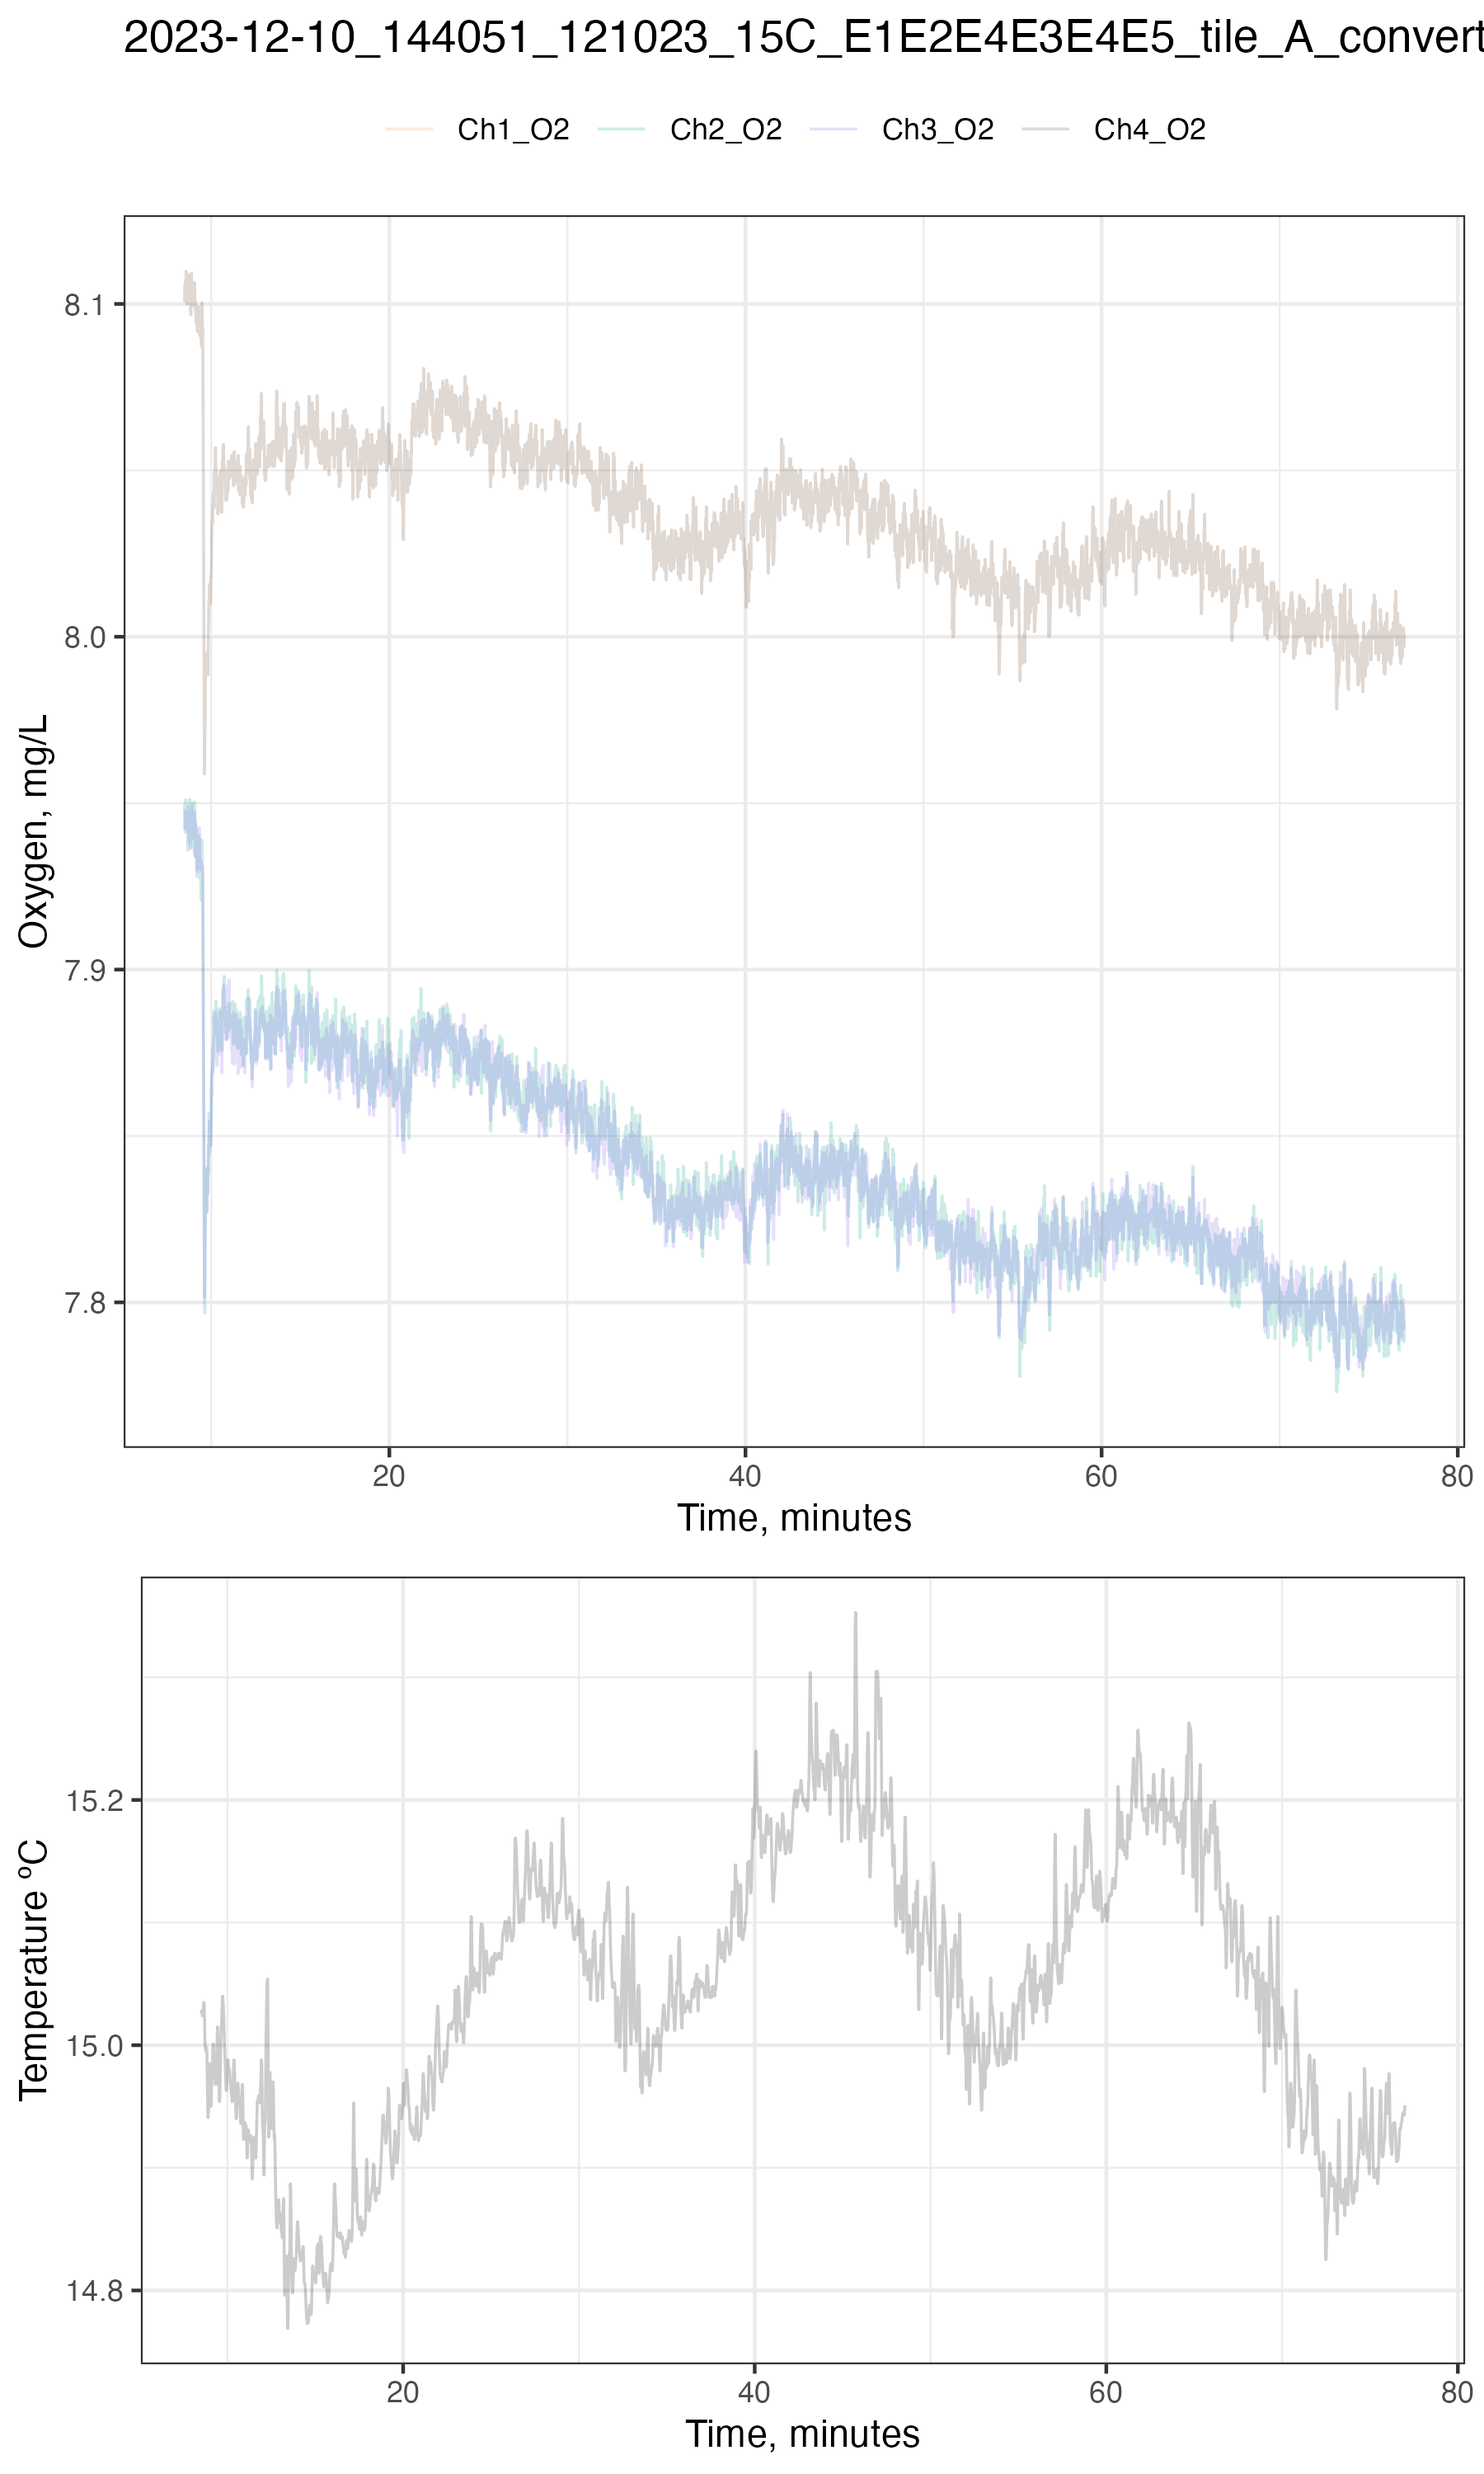 2023-12-10_144051_121023_15C_E1E2E4E3E4E5_tile_A_convert
Ch1_O2 Ch2_O2 Ch3_O2 Ch4_O2
8.1
8.0
7.9
7.8
Oxygen, mg/L
20 40 60 80
Time, minutes
15.2
15.0
14.8
Temperature ºC
20 40 60 80
Time, minutes